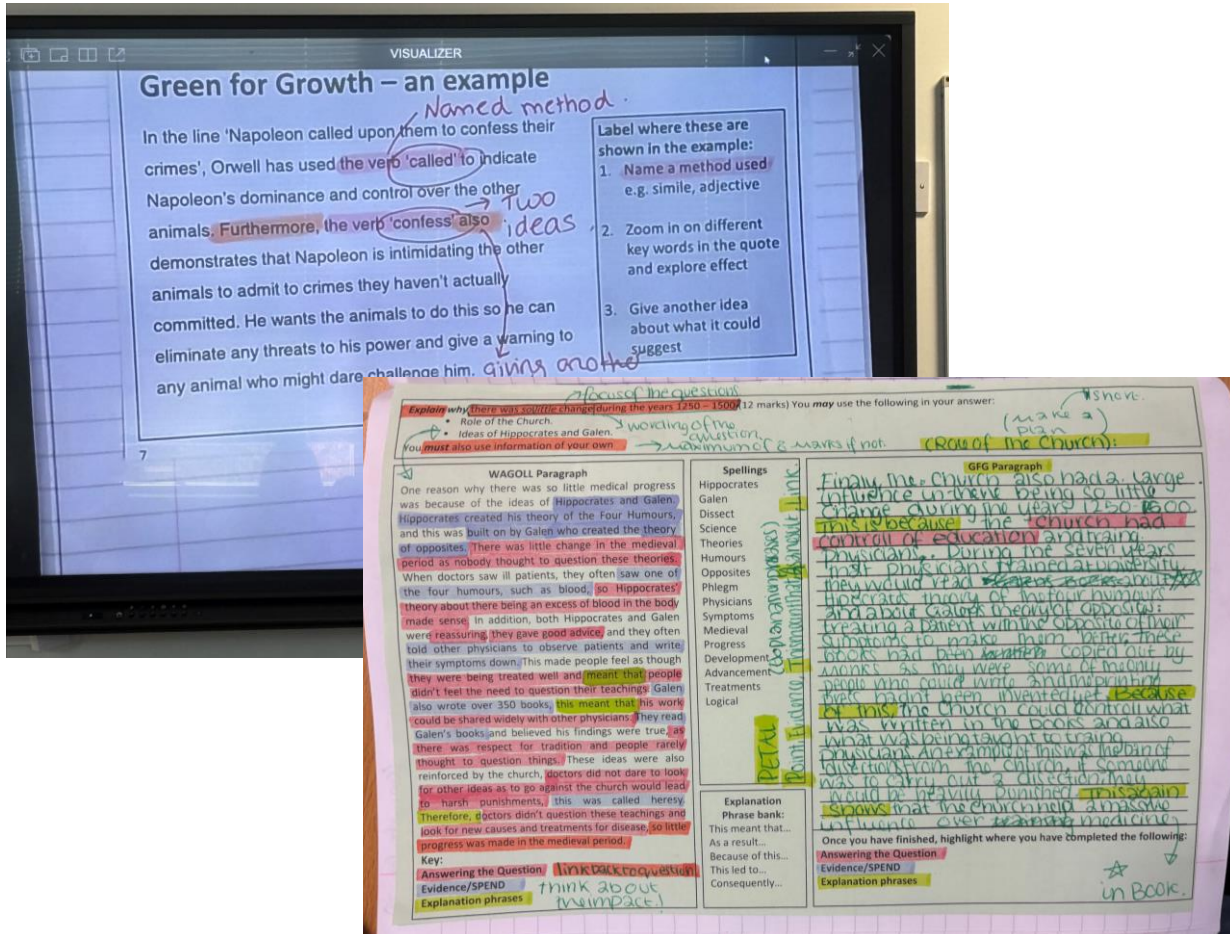 VISUALIZER
Green for Growth – an example
Named method.
In the line 'Napoleon called upon them to confess their
crimes', Orwell has used the verb 'called' to indicate
Napoleon's dominance and control over the other
→ Two
animals. Furthermore, the verb 'confess' also
ideas
demonstrates that Napoleon is intimidating the other
animals to admit to crimes they haven't actually
committed. He wants the animals to do this so he can
eliminate any threats to his power and give a warning to
any animal who might dare challenge him.
giving anothe
7
Label where these are
shown in the example:
1. Name a method used
e.g. simile, adjective
2. Zoom in on different
key words in the quote
and explore effect
3. Give another idea
about what it could
suggest
focus of the questions
Explain why there was so little change during the years 1250 – 1500 (12 marks) You may use the following in your answer:
• Role of the Church.
• Ideas of Hippocrates and Galen.
wording of the
question
You must also use information of your own
→ maximum of 8 marks if not.
(make a
plan)
(Role of the Church):
WAGOLL Paragraph
One reason why there was so little medical progress
was because of the ideas of Hippocrates and Galen.
Hippocrates created his theory of the Four Humours,
and this was built on by Galen who created the theory
of opposites. There was little change in the medieval
period as nobody thought to question these theories.
When doctors saw ill patients, they often saw one of
the four humours, such as blood, so Hippocrates'
theory about there being an excess of blood in the body
made sense. In addition, both Hippocrates and Galen
were reassuring, they gave good advice, and they often
told other physicians to observe patients and write
their symptoms down. This made people feel as though
they were being treated well and meant that people
didn't feel the need to question their teachings. Galen
also wrote over 350 books, this meant that his work
could be shared widely with other physicians. They read
Galen's books and believed his findings were true, as
there was respect for tradition and people rarely
thought to question things. These ideas were also
reinforced by the church, doctors did not dare to look
for other ideas as to go against the church would lead
to harsh punishments, this was called heresy.
Therefore, doctors didn't question these teachings and
look for new causes and treatments for disease, so little
progress was made in the medieval period.
Key:
Answering the Question
link back to question
Evidence/SPEND
Explanation phrases
think about
the impact!
Spellings
Hippocrates
Galen
Dissect
Science
Theories
Humours
Opposites
Phlegm
Physicians
Symptoms
Medieval
Progress
Development
Advancement
Treatments
Logical
PETAL
Point Evidence
(explanation phrases)
Link.
Explanation
Phrase bank:
This meant that...
As a result...
Because of this...
This led to...
Consequently...
GFG Paragraph
Finally, the Church also had a large
influence in there being so little
change during the years 1250-1500.
This is because the church had
controll of education and traing
physicians. During the seven years
most physicians trained at university
they would read about
theory of the four humours
and about Galens theory of opposites:
treating a patient with the opposite of their
symptoms to make them better. These
books had been copied out by
monks as they were some of the only
people who could write and the printing
press hadn't been invented yet. Because
of this, the church could controll what
was written in the books and also
what was being taught to traing
physicians. An example of this was the ban of
disections from the church, if someone
was to carry out a disection, they
would be heavily punished. This again
shows that the church held a massive
influence over medicine.
Once you have finished, highlight where you have completed the following:
Answering the Question
Evidence/SPEND
Explanation phrases
in Book.